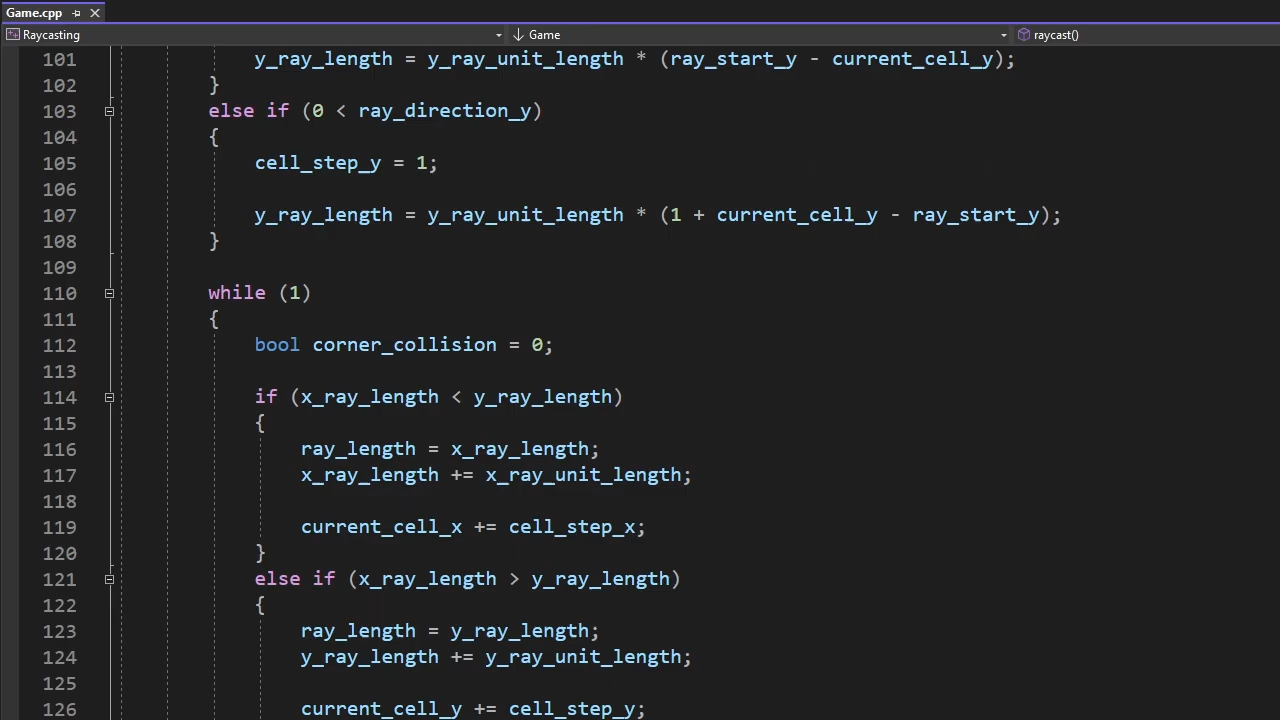 Game.cpp
Raycasting Game raycast()
101 y_ray_length = y_ray_unit_length * (ray_start_y - current_cell_y);
102 }
103 else if (0 < ray_direction_y)
104 {
105 cell_step_y = 1;
106
107 y_ray_length = y_ray_unit_length * (1 + current_cell_y - ray_start_y);
108 }
109
110 while (1)
111 {
112 bool corner_collision = 0;
113
114 if (x_ray_length < y_ray_length)
115 {
116 ray_length = x_ray_length;
117 x_ray_length += x_ray_unit_length;
118
119 current_cell_x += cell_step_x;
120 }
121 else if (x_ray_length > y_ray_length)
122 {
123 ray_length = y_ray_length;
124 y_ray_length += y_ray_unit_length;
125
126 current_cell_y += cell_step_y;